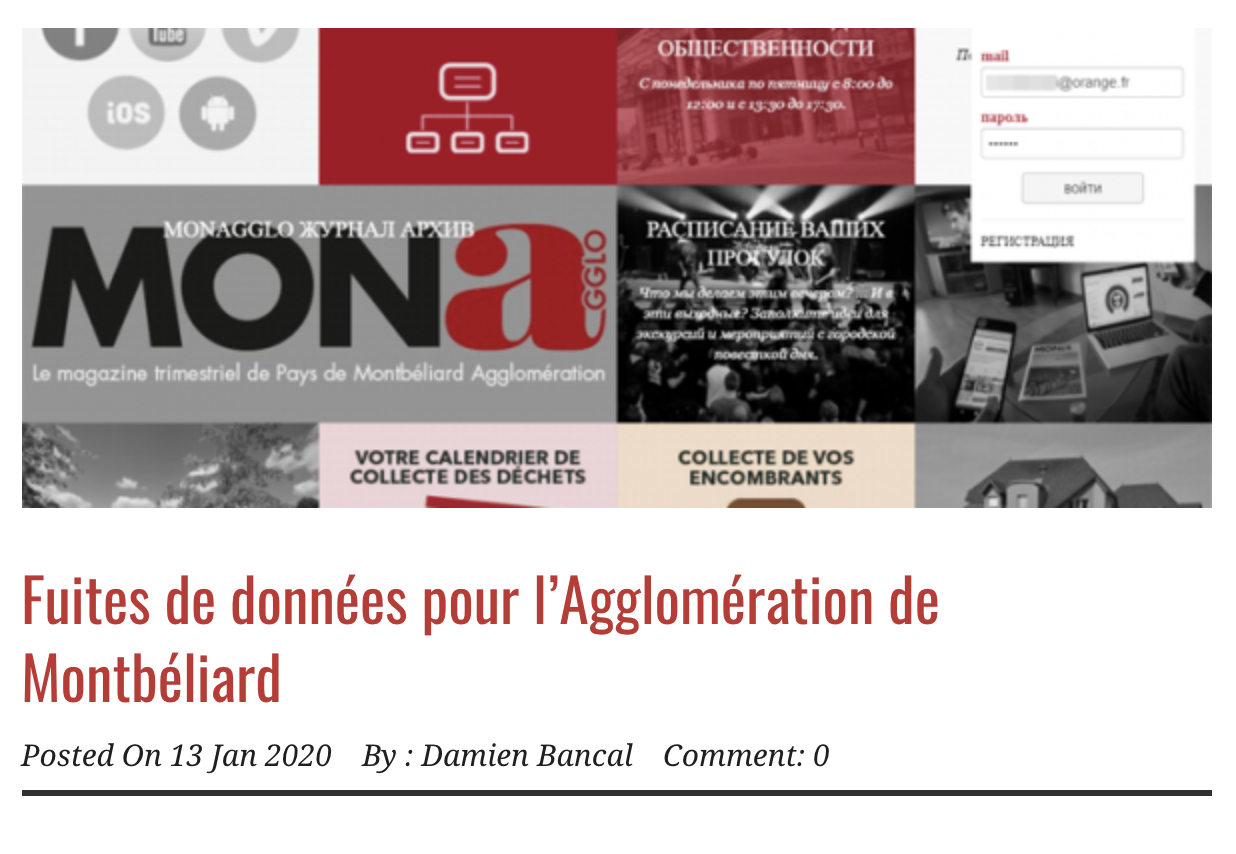 You
Tube
iOS
ОБЩЕСТВЕННОСТИ
С понедельника по пятницу с 8:00 до
12:00 и с 13:30 до 17:30.
mail
i@orange.fr
пароль
••••••
войти
РЕГИСТРАЦИЯ
MONAGGLO ЖУРНАЛ АРХИВ
MONa
GGLO
Le magazine trimestriel de Pays de Montbéliard Agglomération
РАСПИСАНИЕ ВАШИХ
ПРОГУЛОК
Что мы делаем этим вечером? ... И в
эти выходные? Заполните идеи для
экскурсий и мероприятий с городской
повесткой дня.
VOTRE CALENDRIER DE
COLLECTE DES DÉCHETS
COLLECTE DE VOS
ENCOMBRANTS
Fuites de données pour l’Agglomération de
Montbéliard
Posted On 13 Jan 2020 By : Damien Bancal Comment: 0